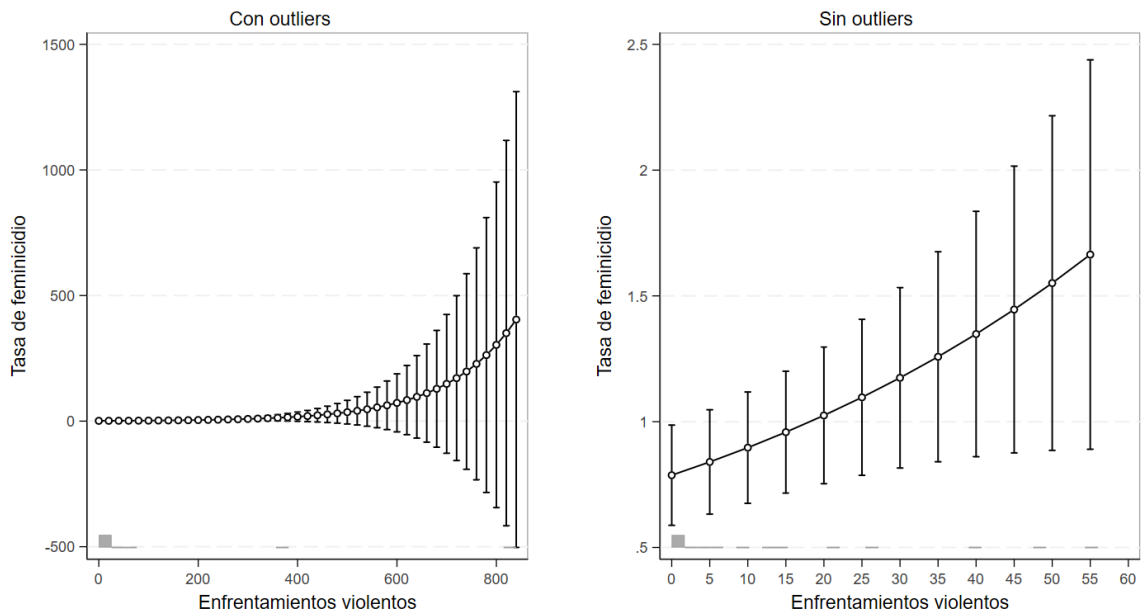 Con outliers
1500
1000
500
0
-500
Tasa de feminicidio
0 200 400 600 800
Enfrentamientos violentos
Sin outliers
2.5
2
1.5
1
.5
Tasa de feminicidio
0 5 10 15 20 25 30 35 40 45 50 55 60
Enfrentamientos violentos